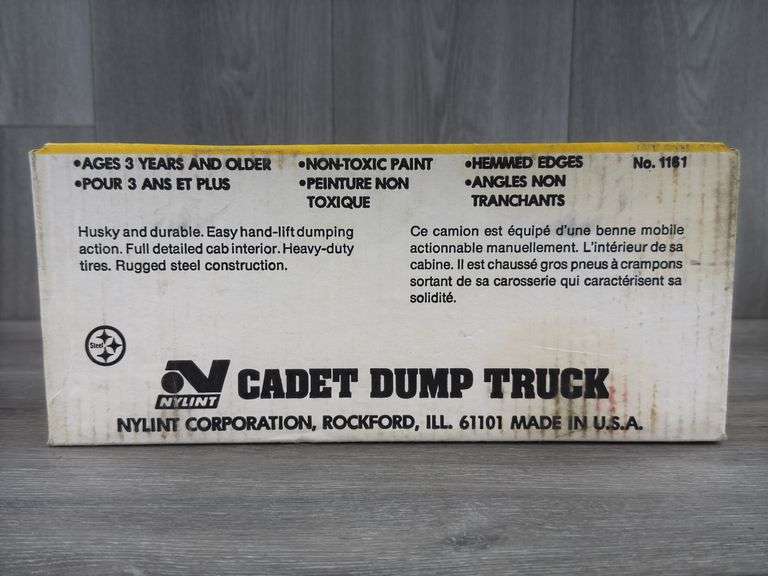 •AGES 3 YEARS AND OLDER •NON-TOXIC PAINT •HEMMED EDGES No. 1161
•POUR 3 ANS ET PLUS •PEINTURE NON TOXIQUE •ANGLES NON TRANCHANTS
Husky and durable. Easy hand-lift dumping
action. Full detailed cab interior. Heavy-duty
tires. Rugged steel construction.
Ce camion est équipé d'une benne mobile
actionnable manuellement. L'intérieur de sa
cabine. Il est chaussé gros pneus à crampons
sortant de sa carosserie qui caractérisent sa
solidité.
Steel
NYLINT CADET DUMP TRUCK
NYLINT CORPORATION, ROCKFORD, ILL. 61101 MADE IN U.S.A.